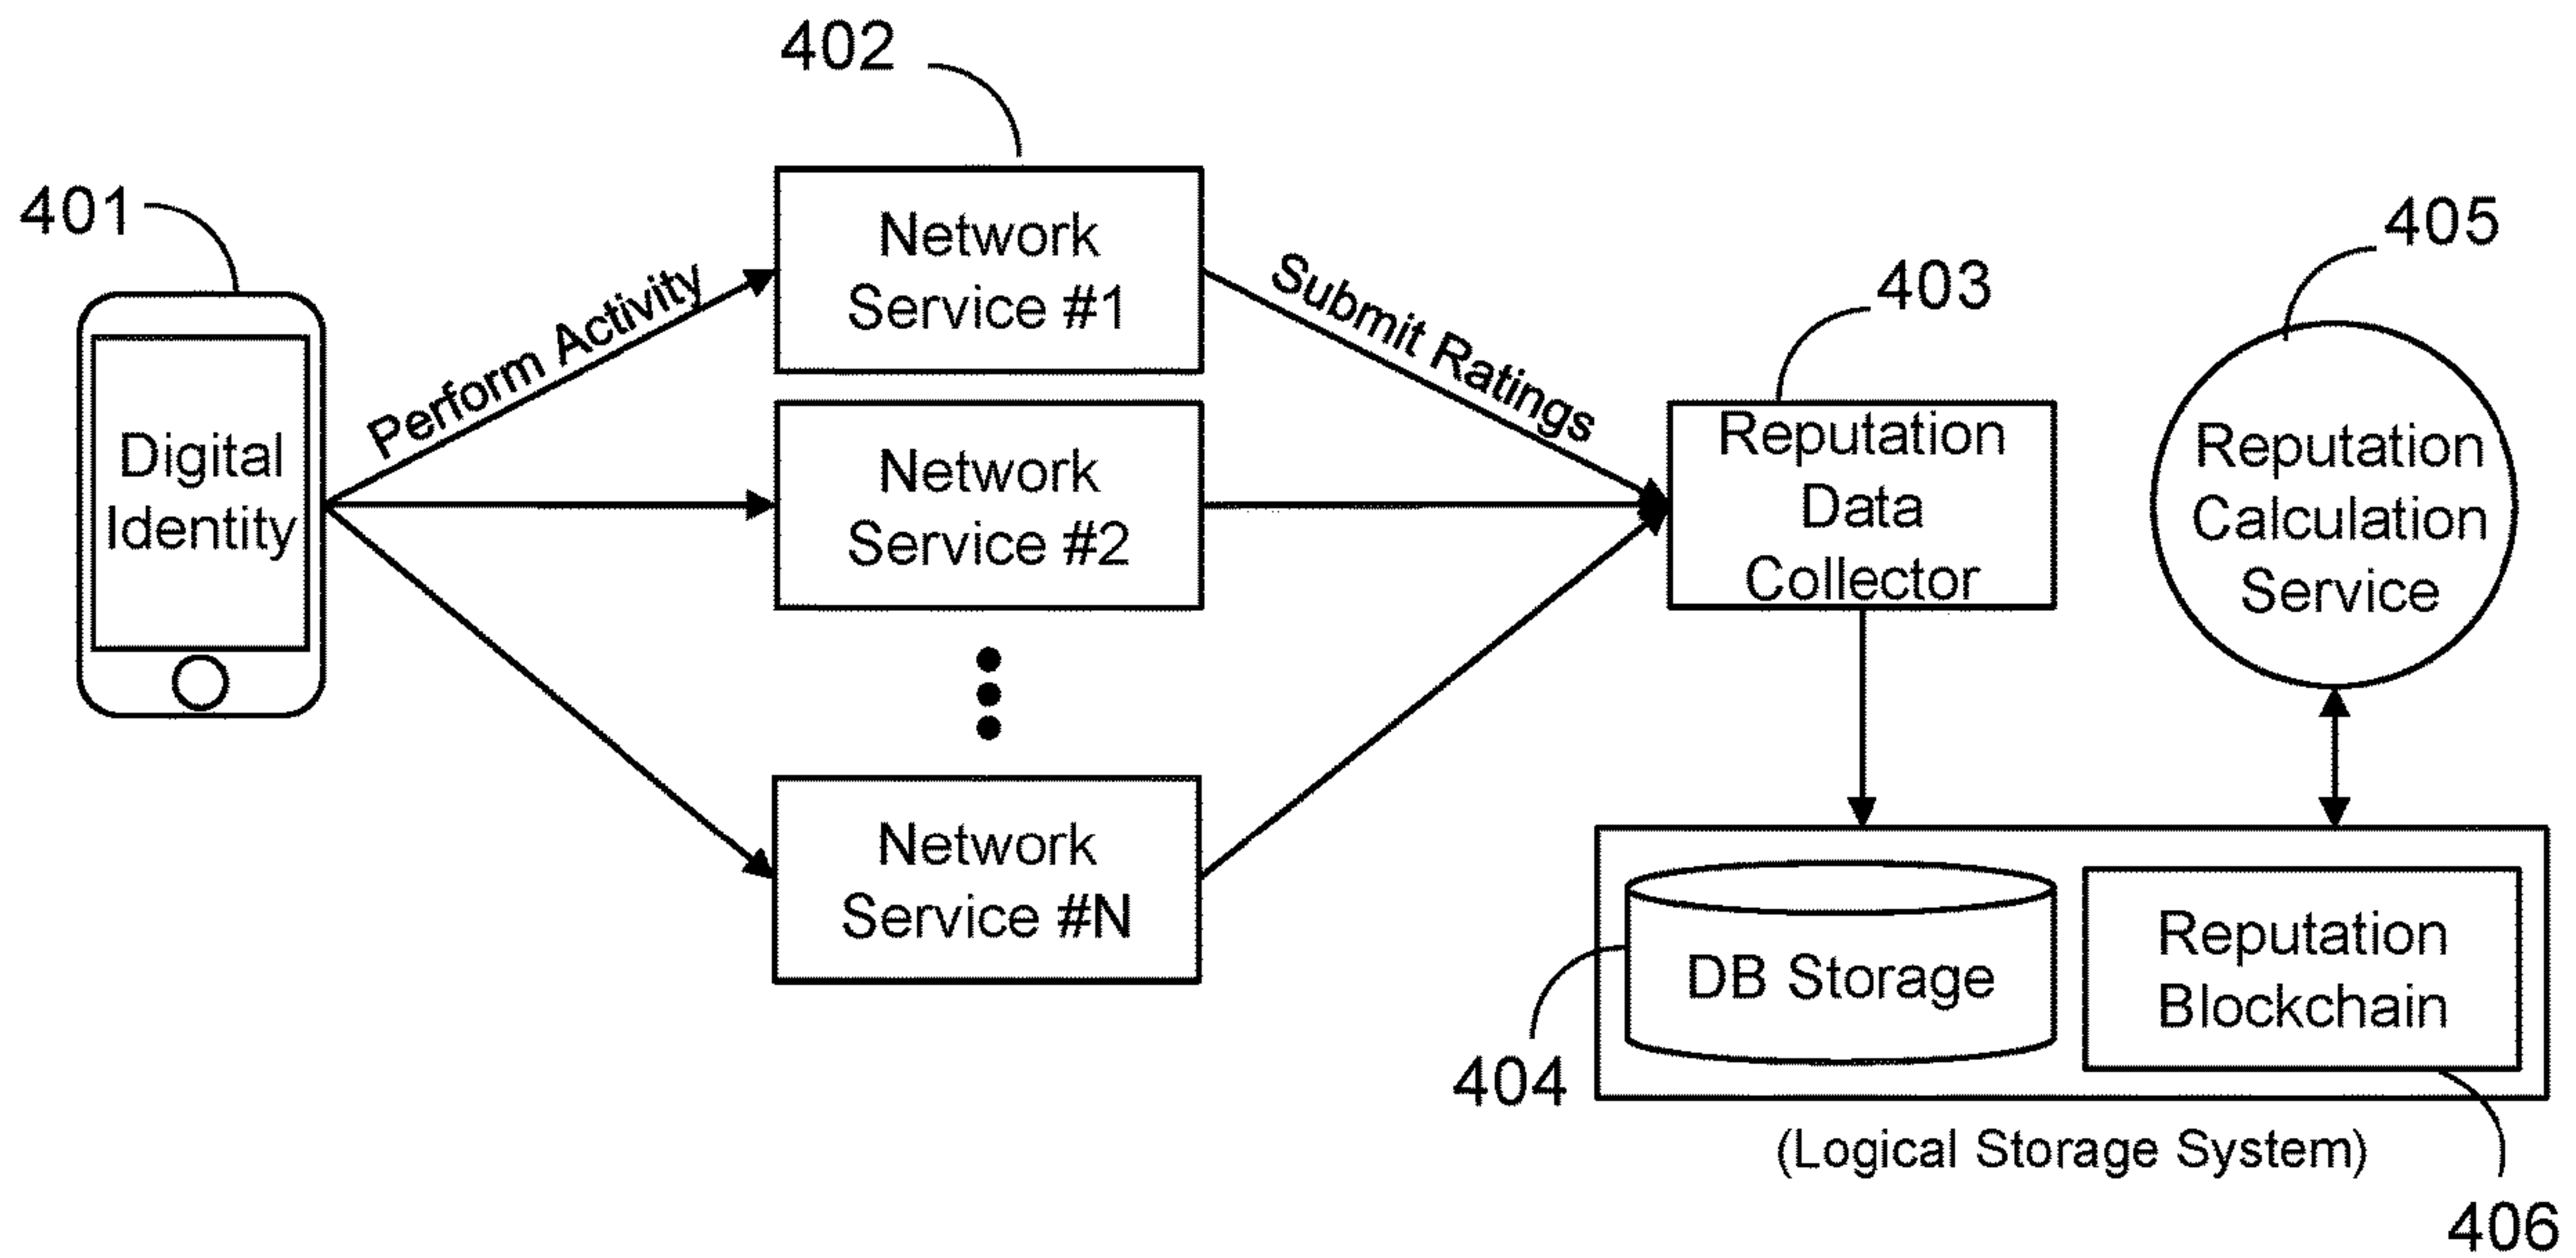 402
401
Network
Service #1
Perform Activity
Submit Ratings
405
403
Digital
Identity
Network
Service #2
Reputation
Data
Collector
Reputation
Calculation
Service
Network
Service #N
DB Storage
Reputation
Blockchain
404
(Logical Storage System)
406